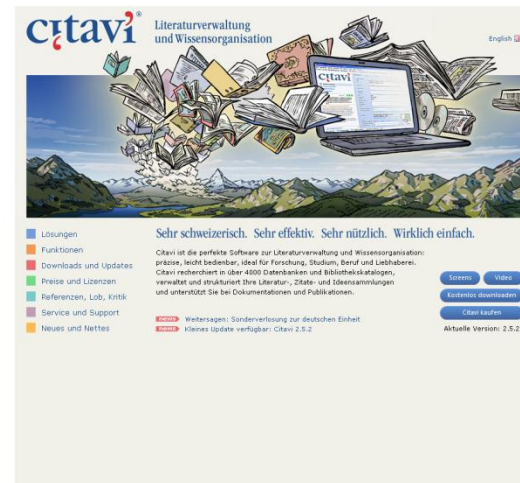 citavi
Literaturverwaltung
und Wissensorganisation
English
citavi
Lösungen
Funktionen
Downloads und Updates
Preise und Lizenzen
Referenzen, Lob, Kritik
Service und Support
Neues und Nettes
Sehr schweizerisch. Sehr effektiv. Sehr nützlich. Wirklich einfach.
Citavi ist die perfekte Software zur Literaturverwaltung und Wissensorganisation:
präzise, leicht bedienbar, ideal für Forschung, Studium, Beruf und Liebhaberei.
Citavi recherchiert in über 4000 Datenbanken und Bibliothekskatalogen,
verwaltet und strukturiert Ihre Literatur-, Zitate- und Ideensammlungen
und unterstützt Sie bei Dokumentationen und Publikationen.
news Weitersagen: Sonderverlosung zur deutschen Einheit
news Kleines Update verfügbar: Citavi 2.5.2
Screens Video
Kostenlos downloaden
Citavi kaufen
Aktuelle Version: 2.5.2